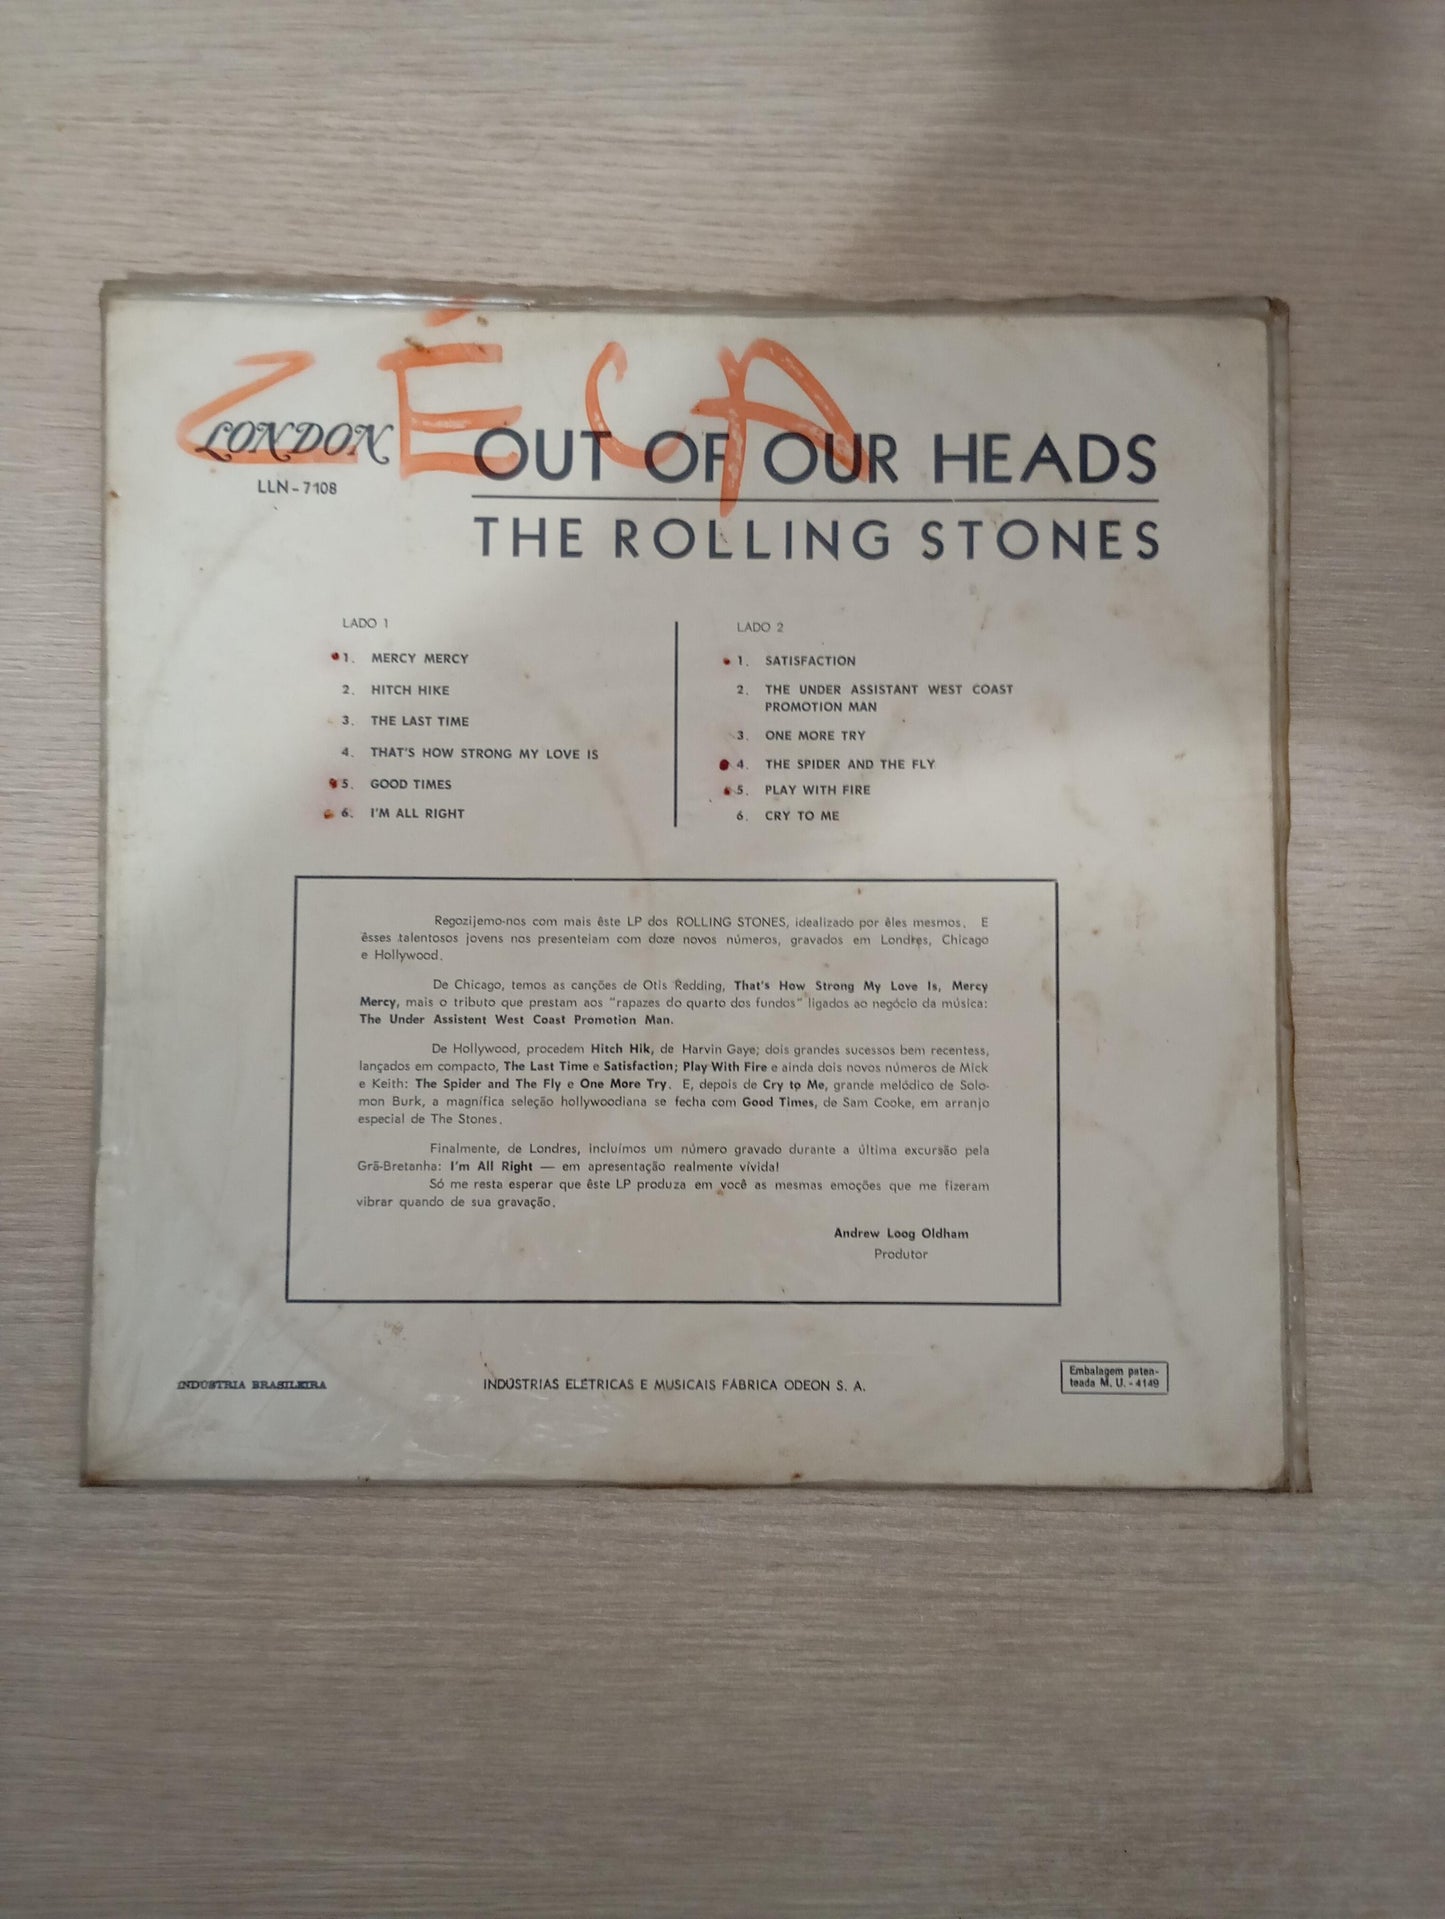 ZÉCA
LONDON
LLN - 7108
OUT OF OUR HEADS
THE ROLLING STONES
LADO 1
1. MERCY MERCY
2. HITCH HIKE
3. THE LAST TIME
4. THAT'S HOW STRONG MY LOVE IS
5. GOOD TIMES
6. I'M ALL RIGHT
LADO 2
1. SATISFACTION
2. THE UNDER ASSISTANT WEST COAST
PROMOTION MAN
3. ONE MORE TRY
4. THE SPIDER AND THE FLY
5. PLAY WITH FIRE
6. CRY TO ME
Regozijemo-nos com mais êste LP dos ROLLING STONES, idealizado por êles mesmos. E
êsses talentosos jovens nos presenteiam com doze novos números, gravados em Londres, Chicago
e Hollywood.
De Chicago, temos as canções de Otis Redding, That's How Strong My Love Is, Mercy
Mercy, mais o tributo que prestam aos "rapazes do quarto dos fundos" ligados ao negócio da música:
The Under Assistent West Coast Promotion Man.
De Hollywood, procedem Hitch Hik, de Harvin Gaye; dois grandes sucessos bem recentess,
lançados em compacto, The Last Time e Satisfaction; Play With Fire e ainda dois novos números de Mick
e Keith: The Spider and The Fly e One More Try. E, depois de Cry to Me, grande melódico de Solo-
mon Burk, a magnífica seleção hollywoodiana se fecha com Good Times, de Sam Cooke, em arranjo
especial de The Stones.
Finalmente, de Londres, incluímos um número gravado durante a última excursão pela
Grã-Bretanha: I'm All Right — em apresentação realmente vívida!
Só me resta esperar que êste LP produza em você as mesmas emoções que me fizeram
vibrar quando de sua gravação.
Andrew Loog Oldham
Produtor
INDÚSTRIA BRASILEIRA
INDÚSTRIAS ELÉTRICAS E MUSICAIS FÁBRICA ODEON S. A.
Embalagem paten-
teada M. U. - 4149